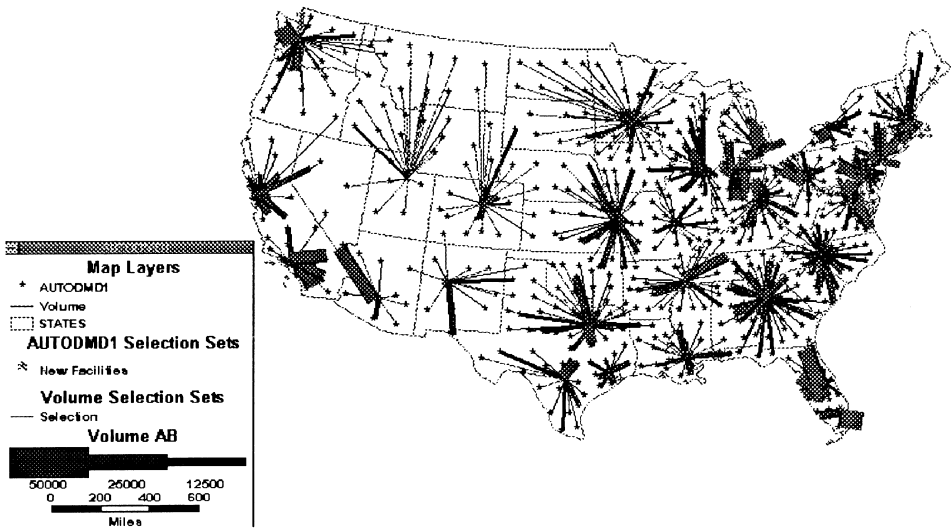 Map Layers
AUTODMD1
Volume
STATES
AUTODMD1 Selection Sets
New Facilities
Volume Selection Sets
Selection
Volume AB
50000 25000 12500
0 200 400 600
Miles